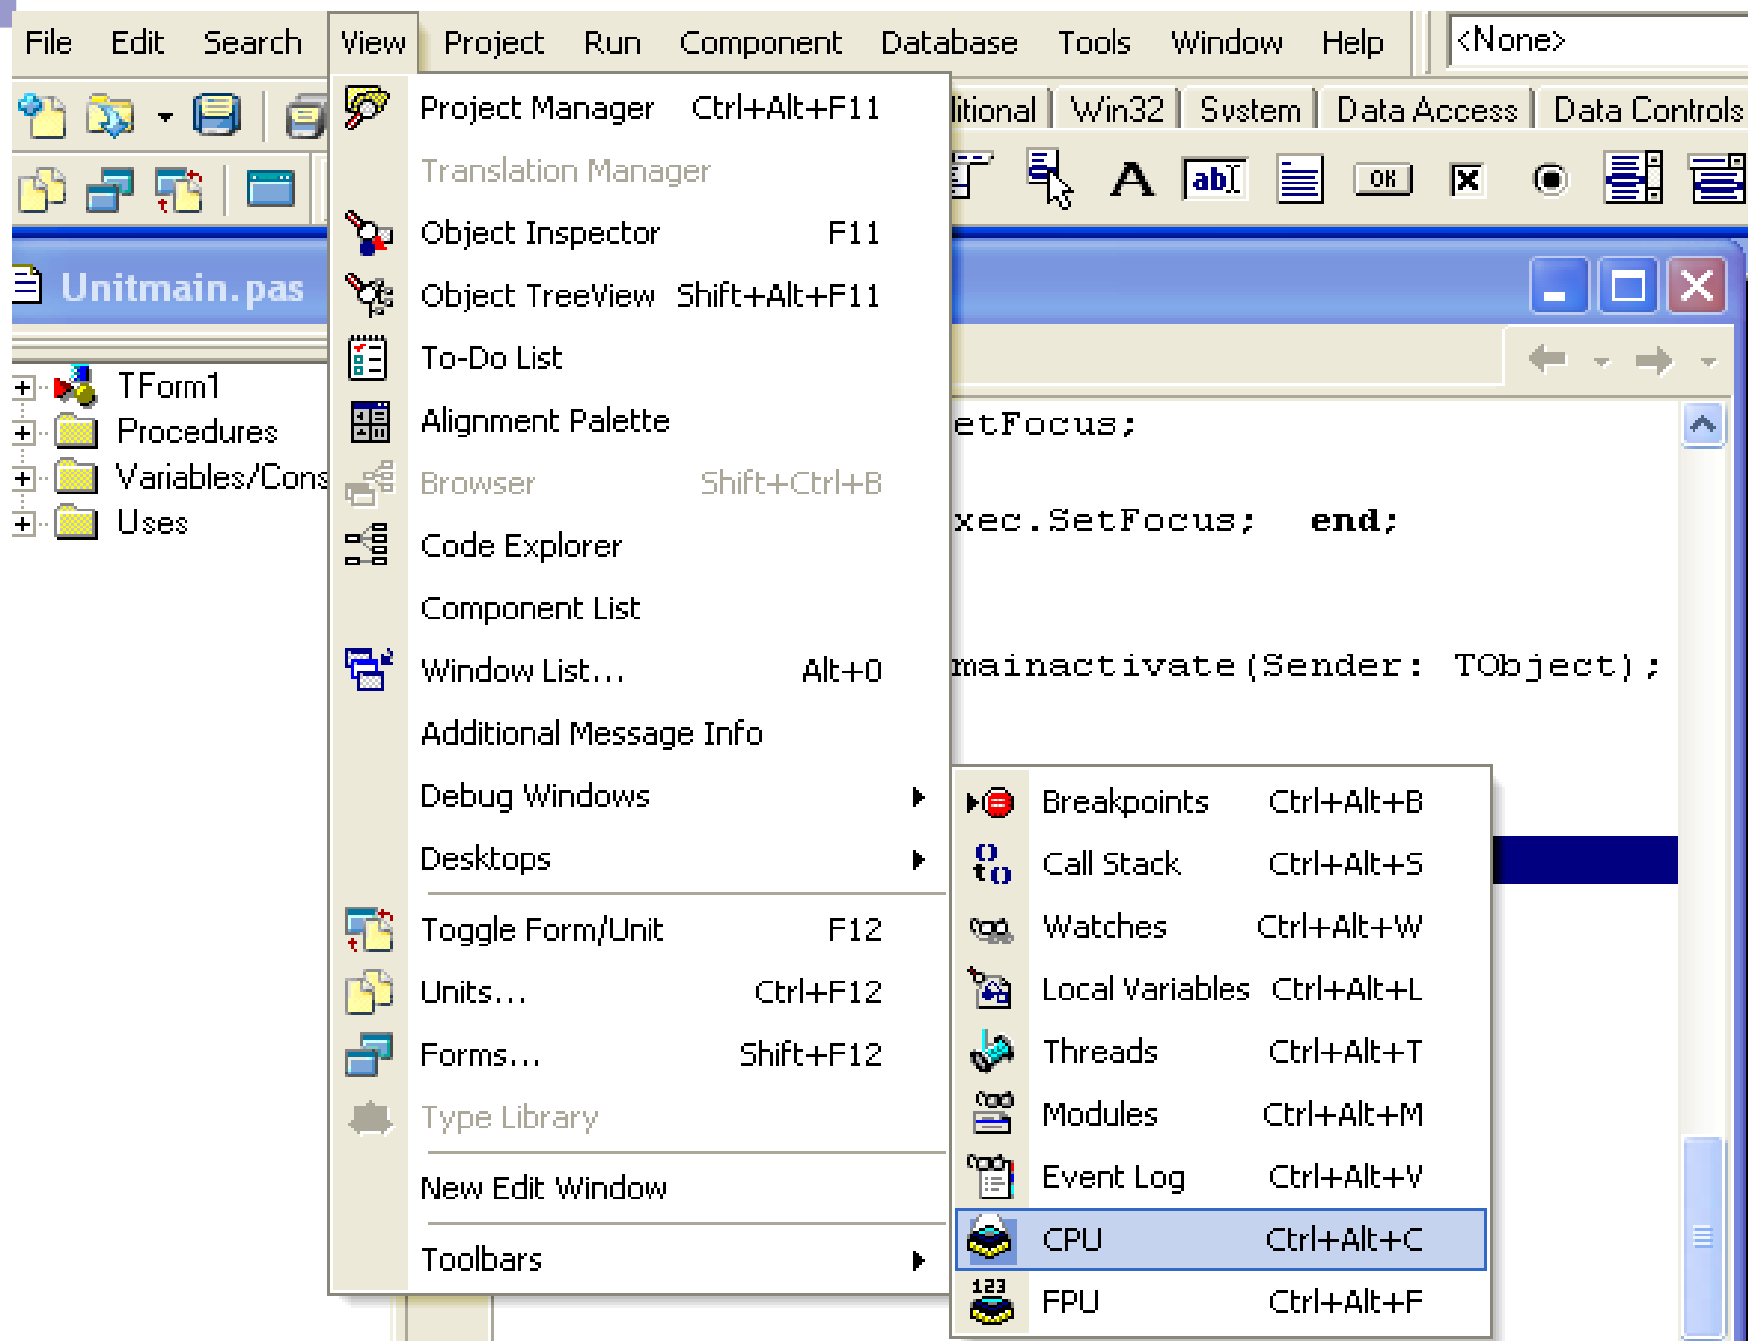 File Edit Search View Project Run Component Database Tools Window Help <None>
Project Manager Ctrl+Alt+F11
Translation Manager
Object Inspector F11
Object TreeView Shift+Alt+F11
To-Do List
Alignment Palette
Browser Shift+Ctrl+B
Code Explorer
Component List
Window List... Alt+0
Additional Message Info
Debug Windows
Desktops
Toggle Form/Unit F12
Units... Ctrl+F12
Forms... Shift+F12
Type Library
New Edit Window
Toolbars
Breakpoints Ctrl+Alt+B
Call Stack Ctrl+Alt+S
Watches Ctrl+Alt+W
Local Variables Ctrl+Alt+L
Threads Ctrl+Alt+T
Modules Ctrl+Alt+M
Event Log Ctrl+Alt+V
CPU Ctrl+Alt+C
FPU Ctrl+Alt+F
123
ditional Win32 System Data Access Data Controls
A abI OK
Unitmain.pas
TForm1
Procedures
Variables/Cons
Uses
etFocus;
xec.SetFocus; end;
mainactivate(Sender: TObject);